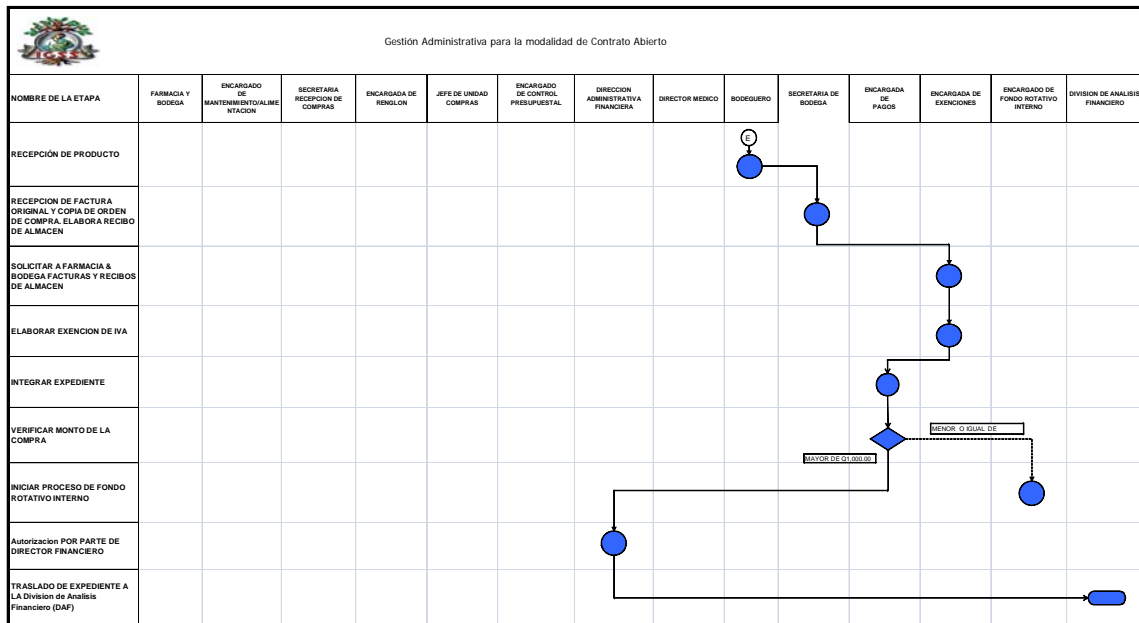 IGSS
Gestión Administrativa para la modalidad de Contrato Abierto
NOMBRE DE LA ETAPA
FARMACIA Y
BODEGA
ENCARGADO
DE
MANTENIMIENTO/ALIME
NTACION
SECRETARIA
RECEPCION DE
COMPRAS
ENCARGADA DE
RENGLON
JEFE DE UNIDAD
COMPRAS
ENCARGADO
DE CONTROL
PRESUPUESTAL
DIRECCION
ADMINISTRATIVA
FINANCIERA
DIRECTOR MEDICO
BODEGUERO
SECRETARIA DE
BODEGA
ENCARGADA
DE
PAGOS
ENCARGADA DE
EXENCIONES
ENCARGADO DE
FONDO ROTATIVO
INTERNO
DIVISION DE ANALISIS
FINANCIERO
RECEPCIÓN DE PRODUCTO
E
RECEPCION DE FACTURA
ORIGINAL Y COPIA DE ORDEN
DE COMPRA. ELABORA RECIBO
DE ALMACEN
SOLICITAR A FARMACIA &
BODEGA FACTURAS Y RECIBOS
DE ALMACEN
ELABORAR EXENCION DE IVA
INTEGRAR EXPEDIENTE
VERIFICAR MONTO DE LA
COMPRA
MENOR O IGUAL DE
MAYOR DE Q1,000.00
INICIAR PROCESO DE FONDO
ROTATIVO INTERNO
Autorizacion POR PARTE DE
DIRECTOR FINANCIERO
TRASLADO DE EXPEDIENTE A
LA Division de Analisis
Financiero (DAF)